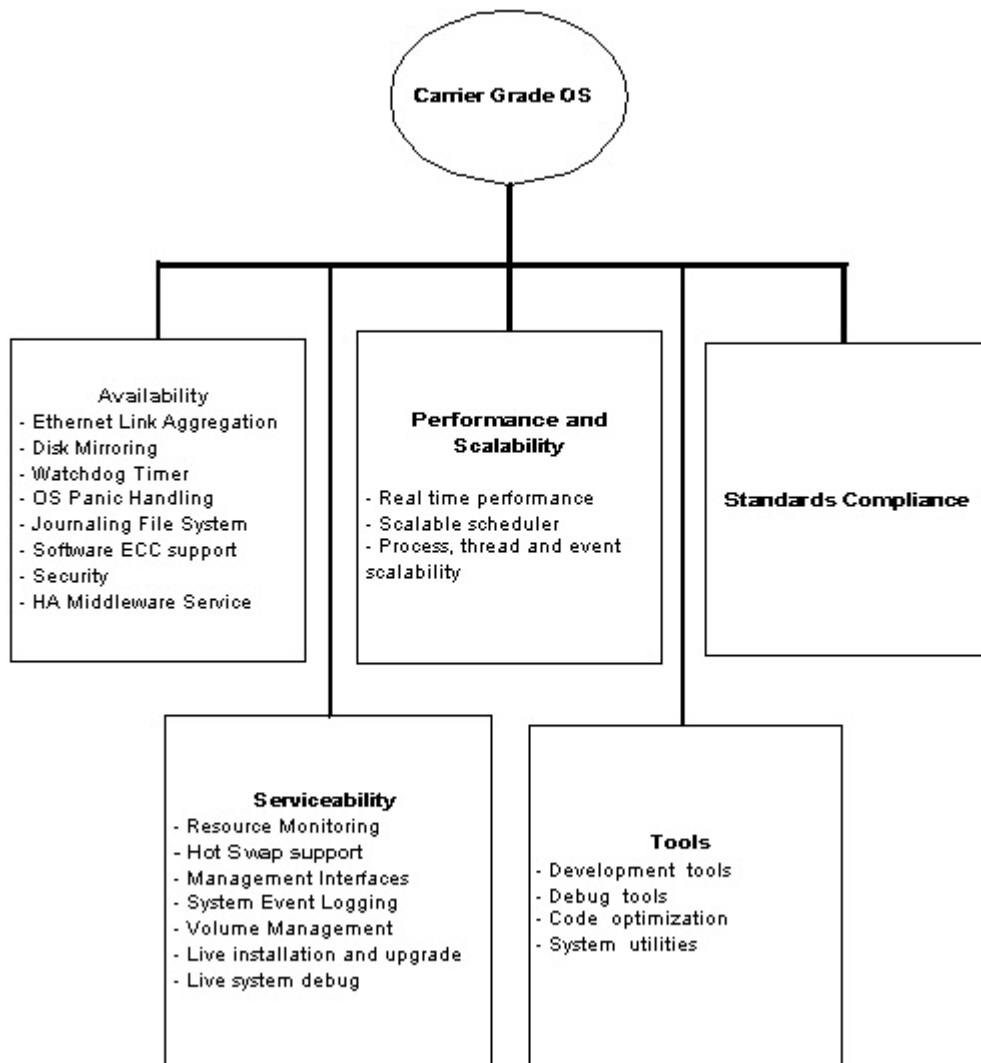 Carrier Grade OS
Availability
- Ethernet Link Aggregation
- Disk Mirroring
- Watchdog Timer
- OS Panic Handling
- Journaling File System
- Software ECC support
- Security
- HA Middleware Service
Performance and
Scalability
- Real time performance
- Scalable scheduler
- Process, thread and event
scalability
Standards Compliance
Serviceability
- Resource Monitoring
- Hot Swap support
- Management Interfaces
- System Event Logging
- Volume Management
- Live installation and upgrade
- Live system debug
Tools
- Development tools
- Debug tools
- Code optimization
- System utilities